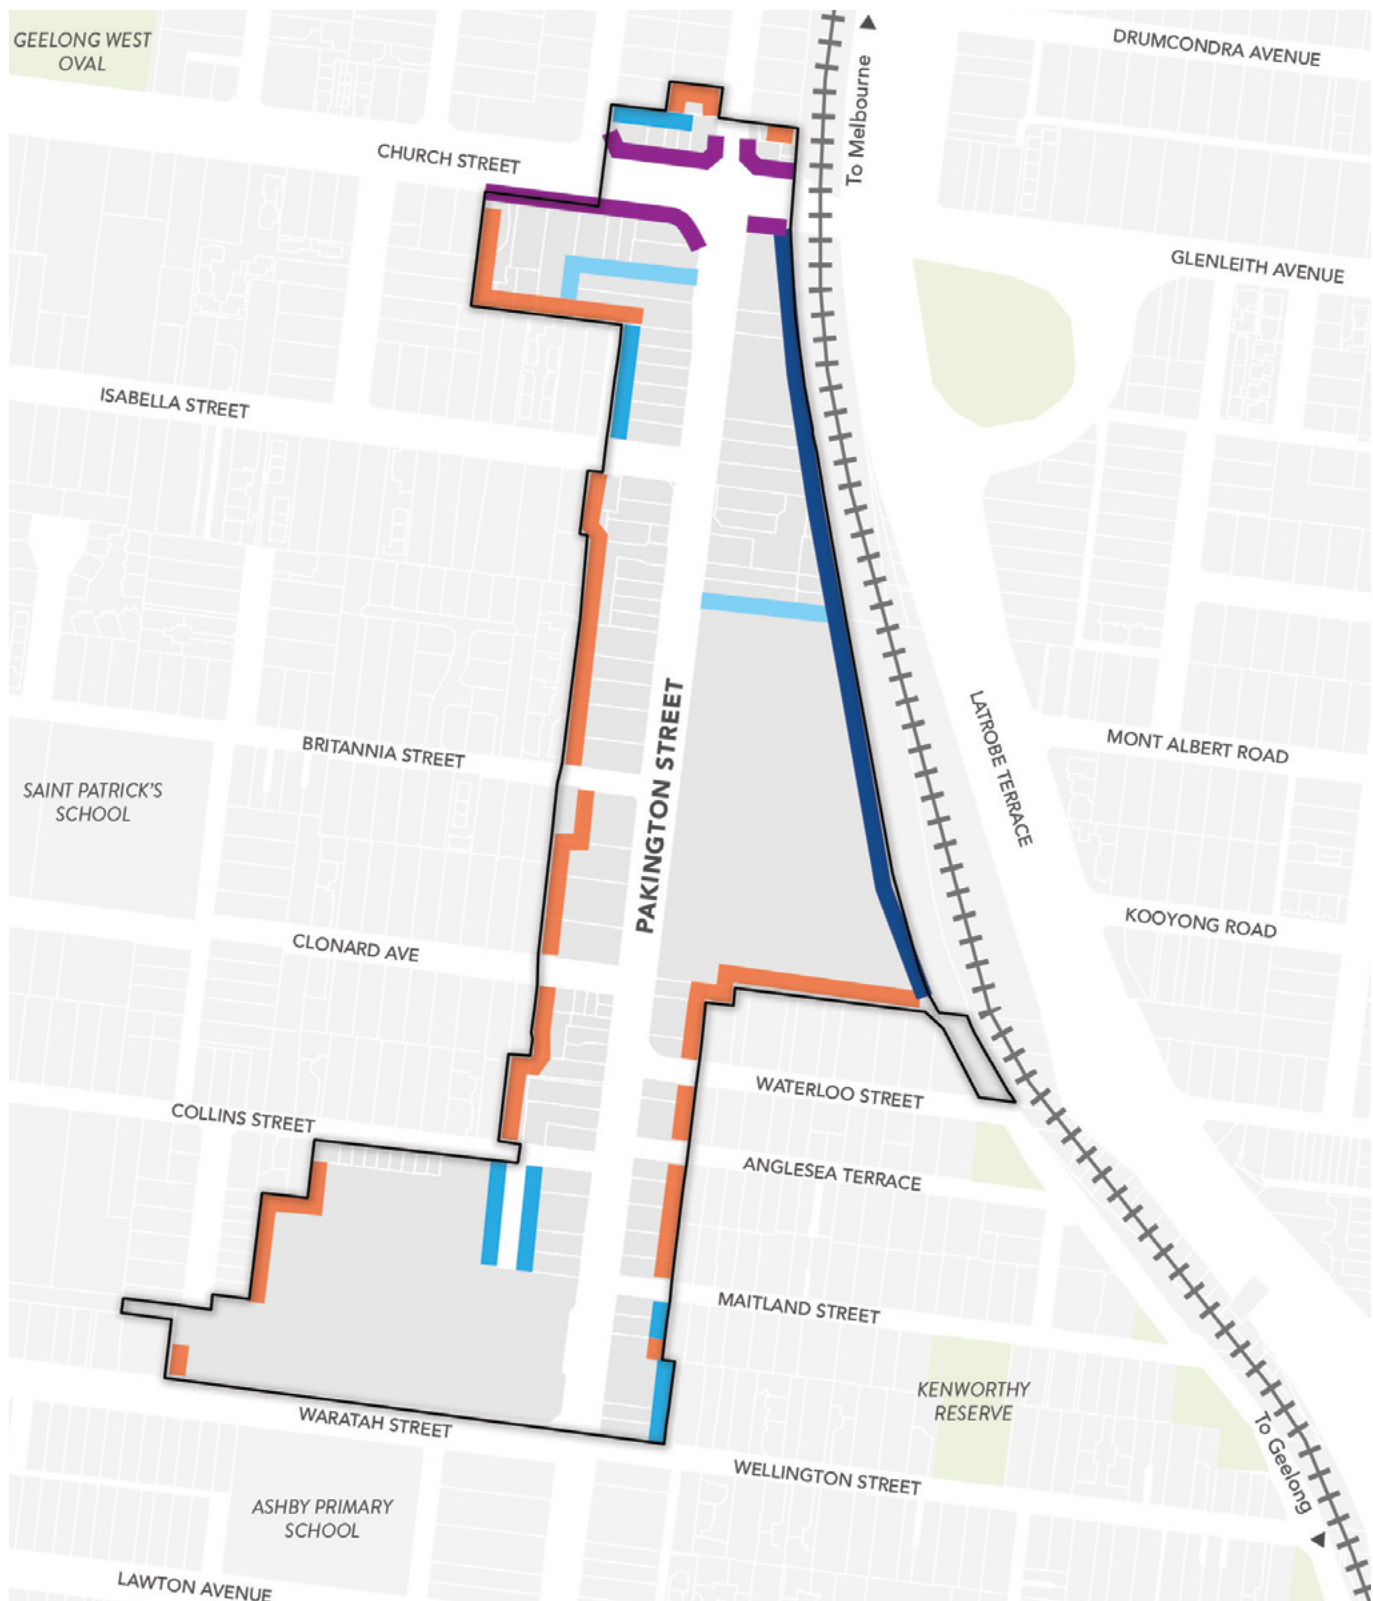 GEELONG WEST
OVAL
DRUMCONDRA AVENUE
To Melbourne
CHURCH STREET
GLENLEITH AVENUE
ISABELLA STREET
PAKINGTON STREET
LATROBE TERRACE
MONT ALBERT ROAD
BRITANNIA STREET
SAINT PATRICK'S
SCHOOL
KOOYONG ROAD
CLONARD AVE
WATERLOO STREET
COLLINS STREET
ANGLESEA TERRACE
MAITLAND STREET
KENWORTHY
RESERVE
WARATAH STREET
To Geelong
WELLINGTON STREET
ASHBY PRIMARY
SCHOOL
LAWTON AVENUE